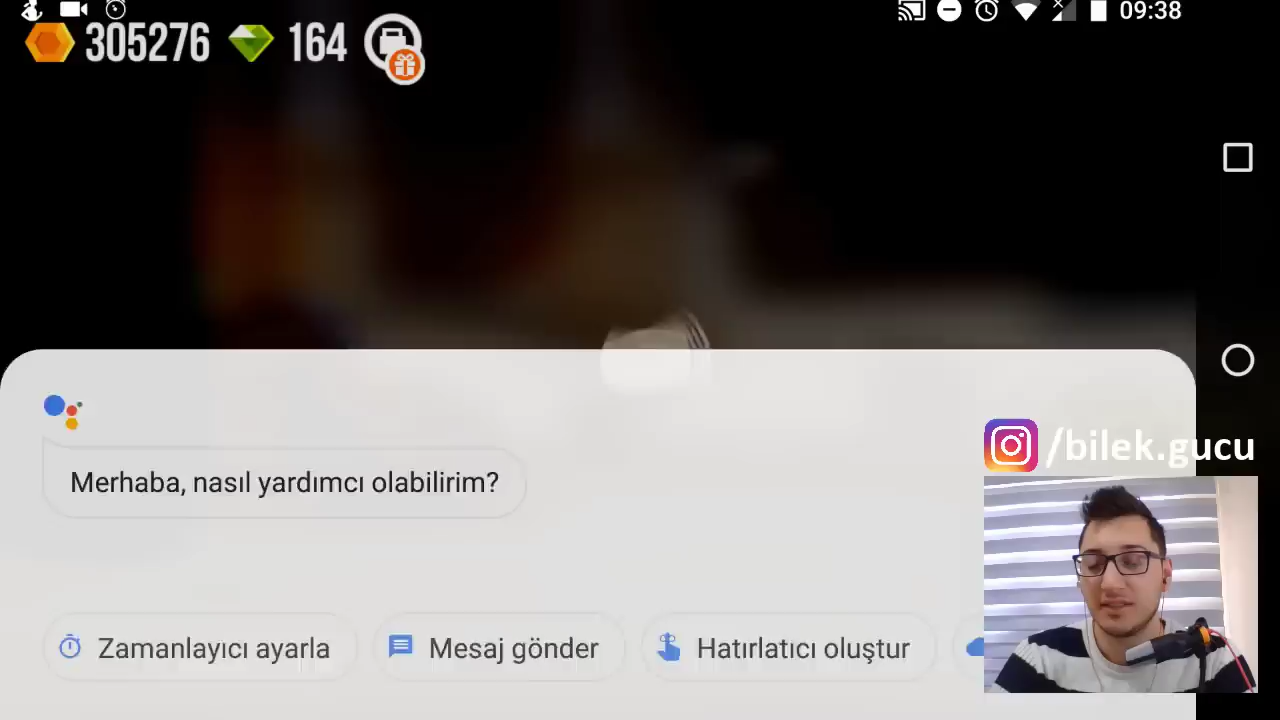 305276 164 09:38
/bilek.gucu
Merhaba, nasıl yardımcı olabilirim?
Zamanlayıcı ayarla Mesaj gönder Hatırlatıcı oluştur